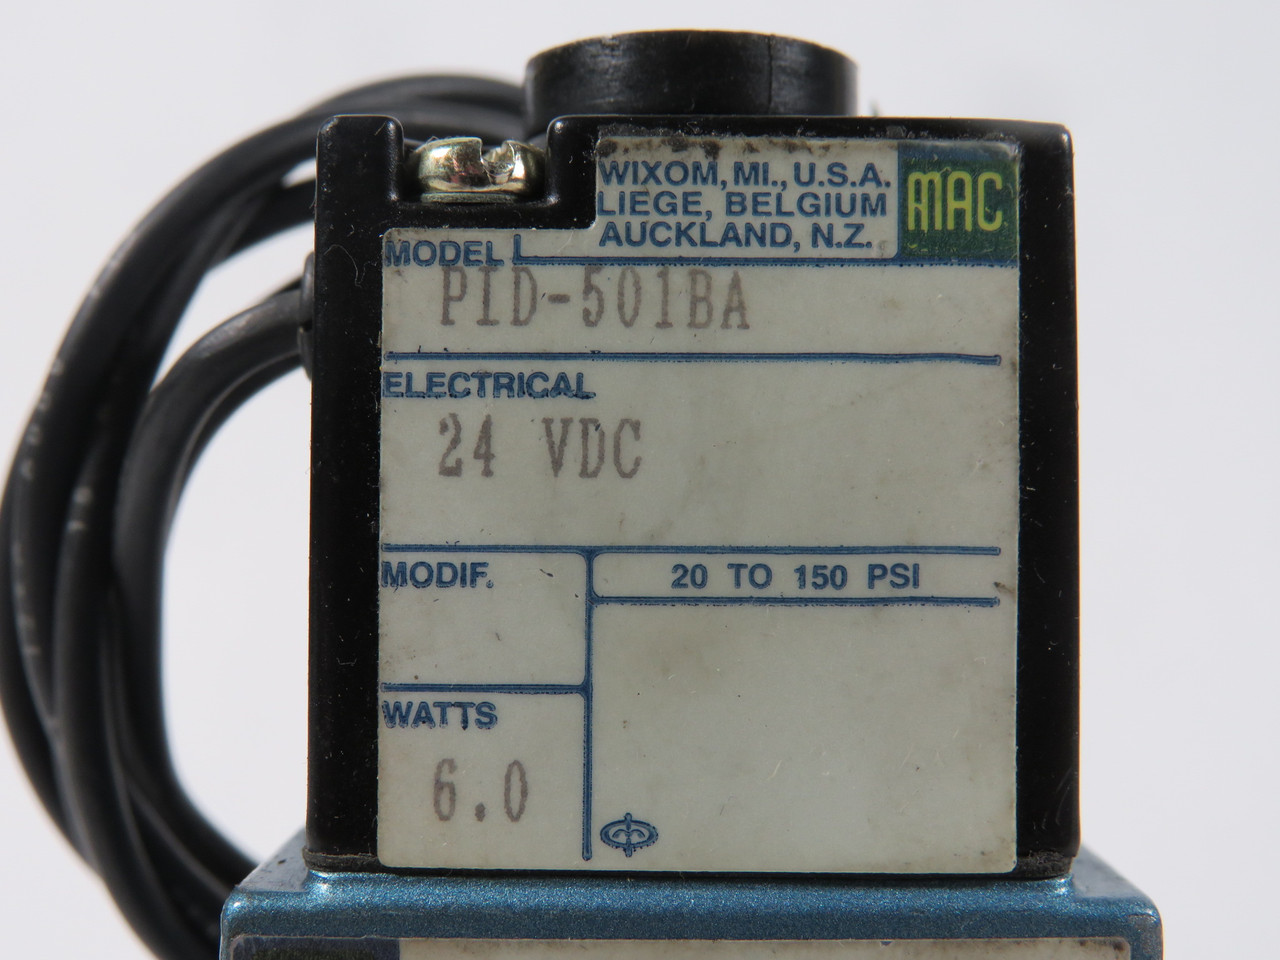 WIXOM, MI., U.S.A.
LIEGE, BELGIUM
AUCKLAND, N.Z.
MAC
MODEL
PID-501BA
ELECTRICAL
24 VDC
MODIF.
20 TO 150 PSI
WATTS
6.0